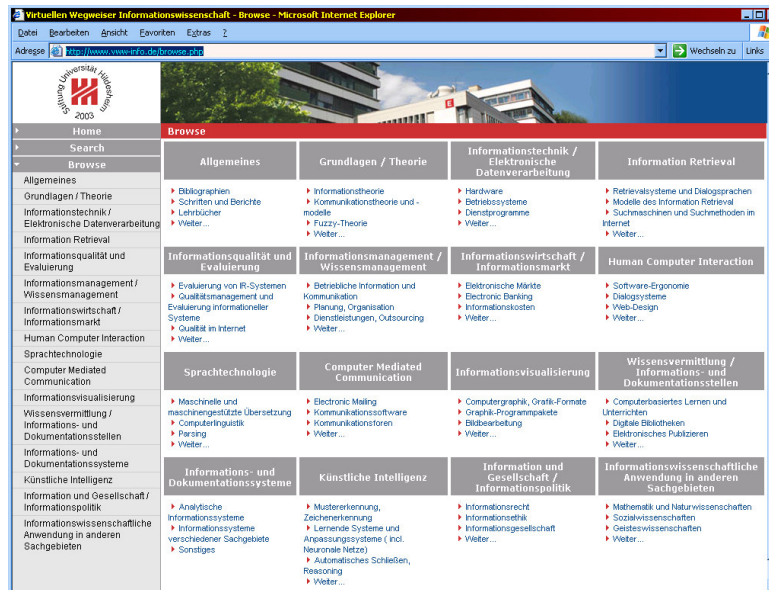 Virtuellen Wegweiser Informationswissenschaft - Browse - Microsoft Internet Explorer
Datei Bearbeiten Ansicht Favoriten Extras ?
Adresse http://www.vww-info.de/browse.php Wechseln zu Links
Stiftung Universität Hildesheim
2003
E
Home
Search
Browse
Allgemeines
Grundlagen / Theorie
Informationstechnik /
Elektronische Datenverarbeitung
Information Retrieval
Informationsqualität und
Evaluierung
Informationsmanagement /
Wissensmanagement
Informationswirtschaft /
Informationsmarkt
Human Computer Interaction
Sprachtechnologie
Computer Mediated
Communication
Informationsvisualisierung
Wissensvermittlung /
Informations- und
Dokumentationsstellen
Informations- und
Dokumentationssysteme
Künstliche Intelligenz
Information und Gesellschaft /
Informationspolitik
Informationswissenschaftliche
Anwendung in anderen
Sachgebieten
Browse
Allgemeines
Bibliographien
Schriften und Berichte
Lehrbücher
Weiter...
Grundlagen / Theorie
Informationstheorie
Kommunikationstheorie und -
modelle
Fuzzy-Theorie
Weiter...
Informationstechnik /
Elektronische
Datenverarbeitung
Hardware
Betriebssysteme
Dienstprogramme
Weiter...
Information Retrieval
Retrievalsysteme und Dialogsprachen
Modelle des Information Retrieval
Suchmaschinen und Suchmethoden im
Internet
Weiter...
Informationsqualität und
Evaluierung
Evaluierung von IR-Systemen
Qualitätsmanagement und
Evaluierung informationeller
Systeme
Qualität im Internet
Weiter...
Informationsmanagement /
Wissensmanagement
Betriebliche Information und
Kommunikation
Planung, Organisation
Dienstleistungen, Outsourcing
Weiter...
Informationswirtschaft /
Informationsmarkt
Elektronische Märkte
Electronic Banking
Informationskosten
Weiter...
Human Computer Interaction
Software-Ergonomie
Dialogsysteme
Web-Design
Weiter...
Sprachtechnologie
Maschinelle und
maschinengestützte Übersetzung
Computerlinguistik
Parsing
Weiter...
Computer Mediated
Communication
Electronic Mailing
Kommunikationssoftware
Kommunikationsforen
Weiter...
Informationsvisualisierung
Computergraphik, Grafik-Formate
Graphik-Programmpakete
Bildbearbeitung
Weiter...
Wissensvermittlung /
Informations- und
Dokumentationsstellen
Computerbasiertes Lernen und
Unterrichten
Digitale Bibliotheken
Elektronisches Publizieren
Weiter...
Informations- und
Dokumentationssysteme
Analytische
Informationssysteme
Informationssysteme
verschiedener Sachgebiete
Sonstiges
Künstliche Intelligenz
Mustererkennung,
Zeichenerkennung
Lernende Systeme und
Anpassungssysteme ( incl.
Neuronale Netze)
Automatisches Schließen,
Reasoning
Weiter...
Information und
Gesellschaft /
Informationspolitik
Informationsrecht
Informationsethik
Informationsgesellschaft
Weiter...
Informationswissenschaftliche
Anwendung in anderen
Sachgebieten
Mathematik und Naturwissenschaften
Sozialwissenschaften
Geisteswissenschaften
Weiter...